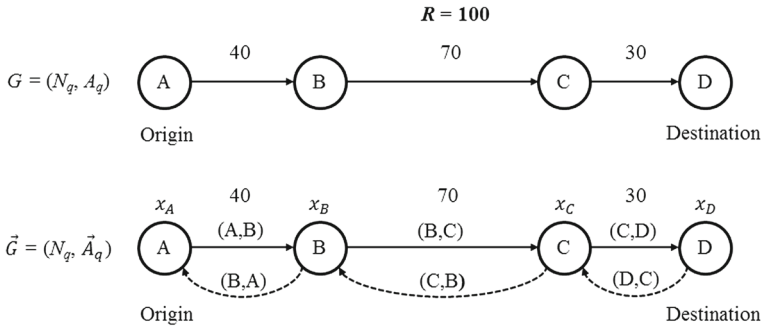 R = 100
40 70 30
G = (N_q, A_q) A B C D
Origin Destination
40 70 30
x_A x_B x_C x_D
(A,B) (B,C) (C,D)
G⃗ = (N_q, A⃗_q) A B C D
(B,A) (C,B) (D,C)
Origin Destination